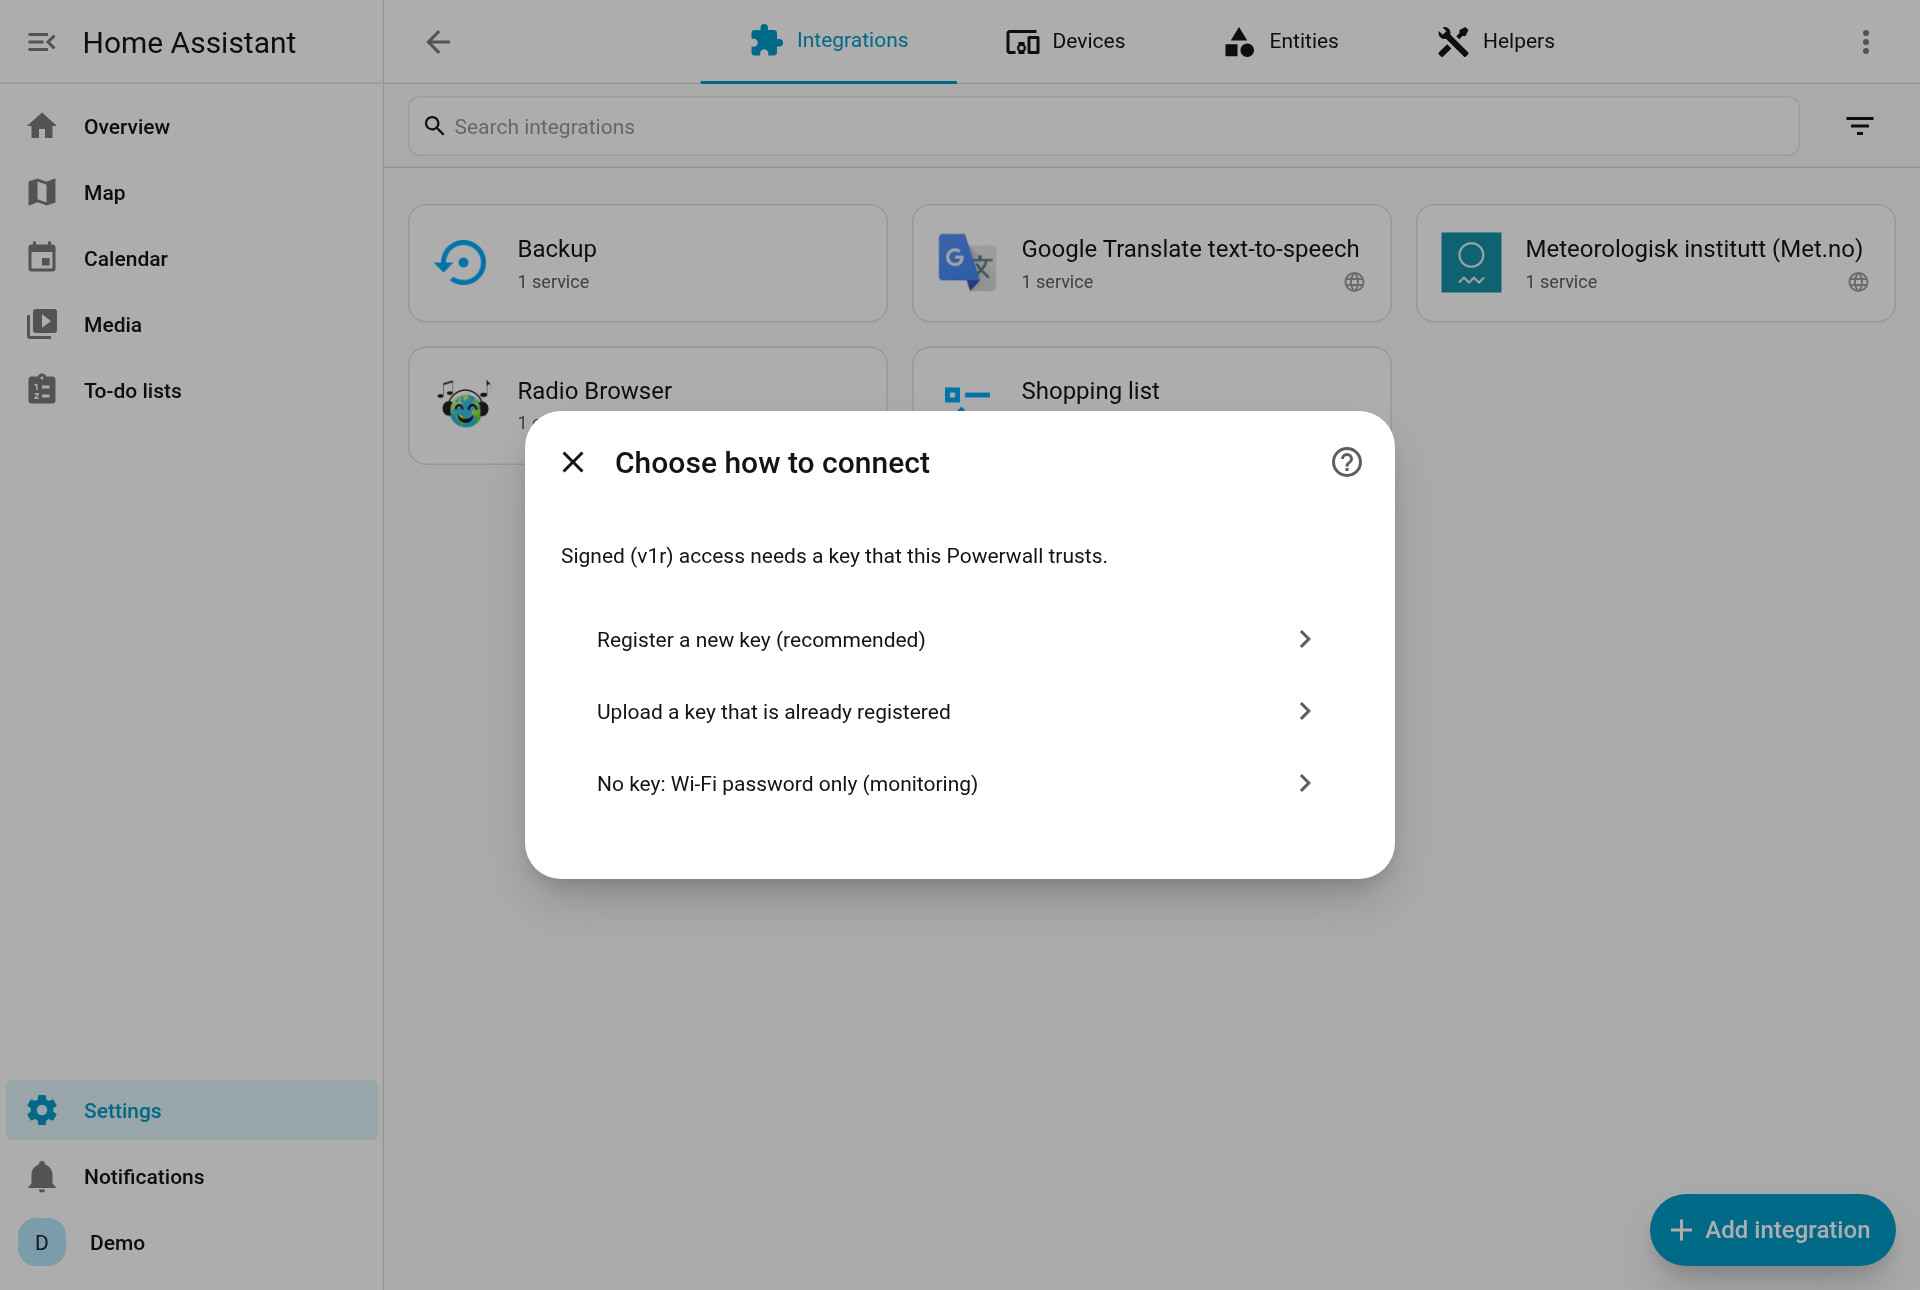 Home Assistant
Integrations
Devices
Entities
Helpers
Overview
Map
Calendar
Media
To-do lists
Settings
Notifications
D
Demo
Search integrations
Backup
1 service
Google Translate text-to-speech
1 service
Meteorologisk institutt (Met.no)
1 service
Radio Browser
1
Shopping list
Choose how to connect
Signed (v1r) access needs a key that this Powerwall trusts.
Register a new key (recommended)
Upload a key that is already registered
No key: Wi-Fi password only (monitoring)
Add integration